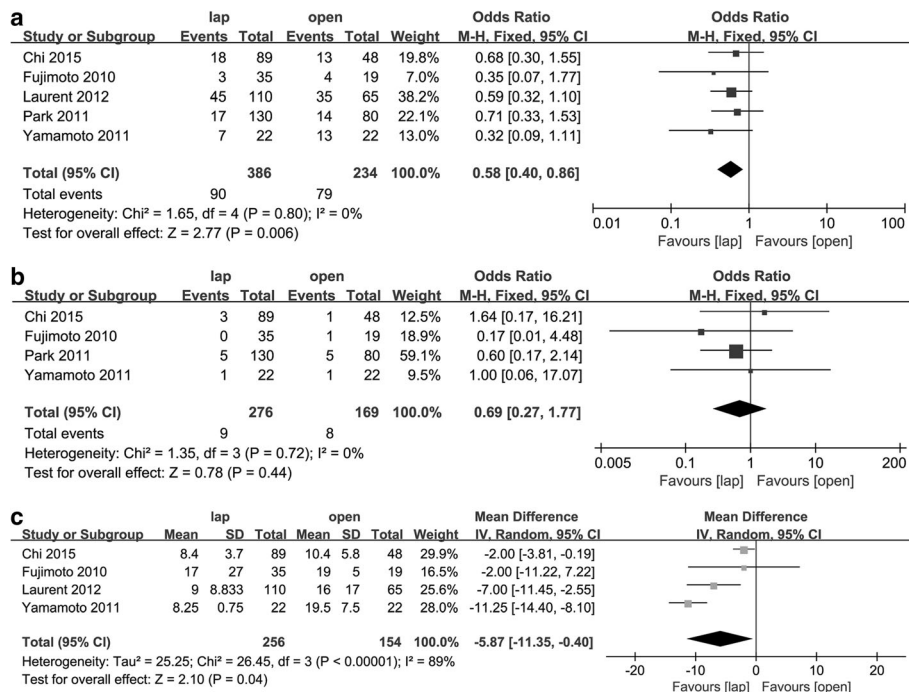 a
lap open Odds Ratio Odds Ratio
Study or Subgroup Events Total Events Total Weight M-H, Fixed, 95% CI M-H, Fixed, 95% CI
Chi 2015 18 89 13 48 19.8% 0.68 [0.30, 1.55]
Fujimoto 2010 3 35 4 19 7.0% 0.35 [0.07, 1.77]
Laurent 2012 45 110 35 65 38.2% 0.59 [0.32, 1.10]
Park 2011 17 130 14 80 22.1% 0.71 [0.33, 1.53]
Yamamoto 2011 7 22 13 22 13.0% 0.32 [0.09, 1.11]
Total (95% CI) 386 234 100.0% 0.58 [0.40, 0.86]
Total events 90 79
Heterogeneity: Chi² = 1.65, df = 4 (P = 0.80); I² = 0%
Test for overall effect: Z = 2.77 (P = 0.006)
0.01 0.1 1 10 100
Favours [lap] Favours [open]
b
lap open Odds Ratio Odds Ratio
Study or Subgroup Events Total Events Total Weight M-H, Fixed, 95% CI M-H, Fixed, 95% CI
Chi 2015 3 89 1 48 12.5% 1.64 [0.17, 16.21]
Fujimoto 2010 0 35 1 19 18.9% 0.17 [0.01, 4.48]
Park 2011 5 130 5 80 59.1% 0.60 [0.17, 2.14]
Yamamoto 2011 1 22 1 22 9.5% 1.00 [0.06, 17.07]
Total (95% CI) 276 169 100.0% 0.69 [0.27, 1.77]
Total events 9 8
Heterogeneity: Chi² = 1.35, df = 3 (P = 0.72); I² = 0%
Test for overall effect: Z = 0.78 (P = 0.44)
0.005 0.1 1 10 200
Favours [lap] Favours [open]
c
lap open Mean Difference Mean Difference
Study or Subgroup Mean SD Total Mean SD Total Weight IV, Random, 95% CI IV, Random, 95% CI
Chi 2015 8.4 3.7 89 10.4 5.8 48 29.9% -2.00 [-3.81, -0.19]
Fujimoto 2010 17 27 35 19 5 19 16.5% -2.00 [-11.22, 7.22]
Laurent 2012 9 8.833 110 16 17 65 25.6% -7.00 [-11.45, -2.55]
Yamamoto 2011 8.25 0.75 22 19.5 7.5 22 28.0% -11.25 [-14.40, -8.10]
Total (95% CI) 256 154 100.0% -5.87 [-11.35, -0.40]
Heterogeneity: Tau² = 25.25; Chi² = 26.45, df = 3 (P < 0.00001); I² = 89%
Test for overall effect: Z = 2.10 (P = 0.04)
-20 -10 0 10 20
Favours [lap] Favours [open]